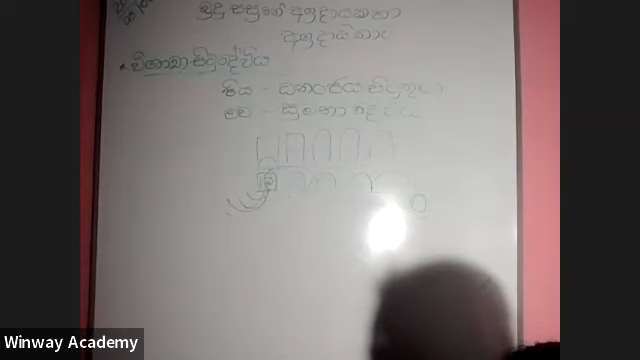 බුදු සසුනේ අග්‍රදායකයා
අග්‍රදායිකාව
* විශාඛා සිටුදේවිය
පියා - ධනංජය සිටුතුමා
මව - සුමනා දේවිය
Winway Academy